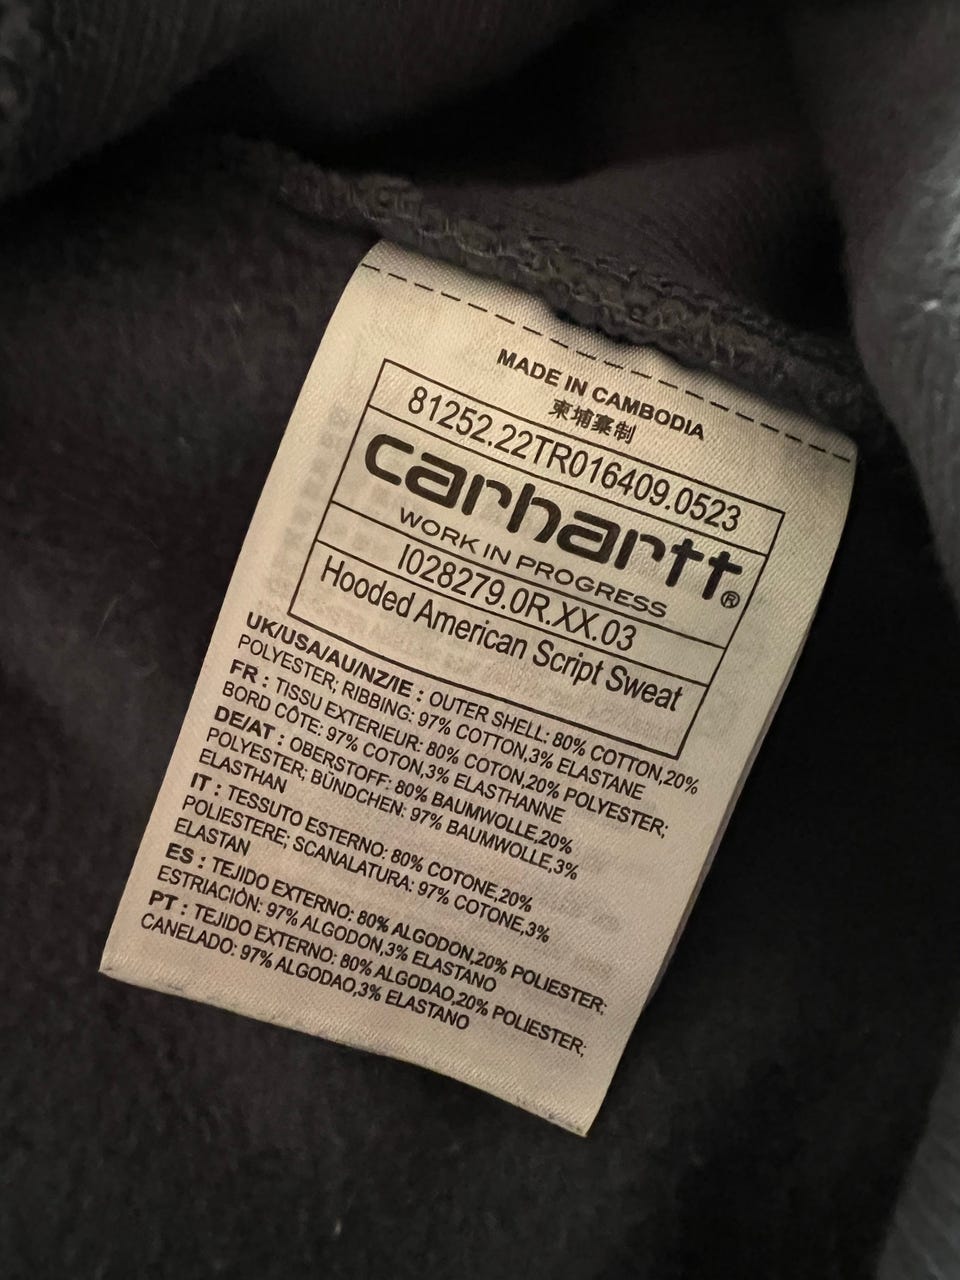 MADE IN CAMBODIA
柬埔寨制
81252.22TR016409.0523
carhartt®
WORK IN PROGRESS
I028279.0R.XX.03
Hooded American Script Sweat
UK/USA/AU/NZ/IE : OUTER SHELL: 80% COTTON,20%
POLYESTER; RIBBING: 97% COTTON,3% ELASTANE
FR : TISSU EXTERIEUR: 80% COTON,20% POLYESTER;
BORD CÔTE: 97% COTON,3% ELASTHANNE
DE/AT : OBERSTOFF: 80% BAUMWOLLE,20%
POLYESTER; BÜNDCHEN: 97% BAUMWOLLE,3%
ELASTHAN
IT : TESSUTO ESTERNO: 80% COTONE,20%
POLIESTERE; SCANALATURA: 97% COTONE,3%
ELASTAN
ES : TEJIDO EXTERNO: 80% ALGODON,20% POLIESTER;
ESTRIACIÒN: 97% ALGODON,3% ELASTANO
PT : TEJIDO EXTERNO: 80% ALGODAO,20% POLIESTER;
CANELADO: 97% ALGODAO,3% ELASTANO